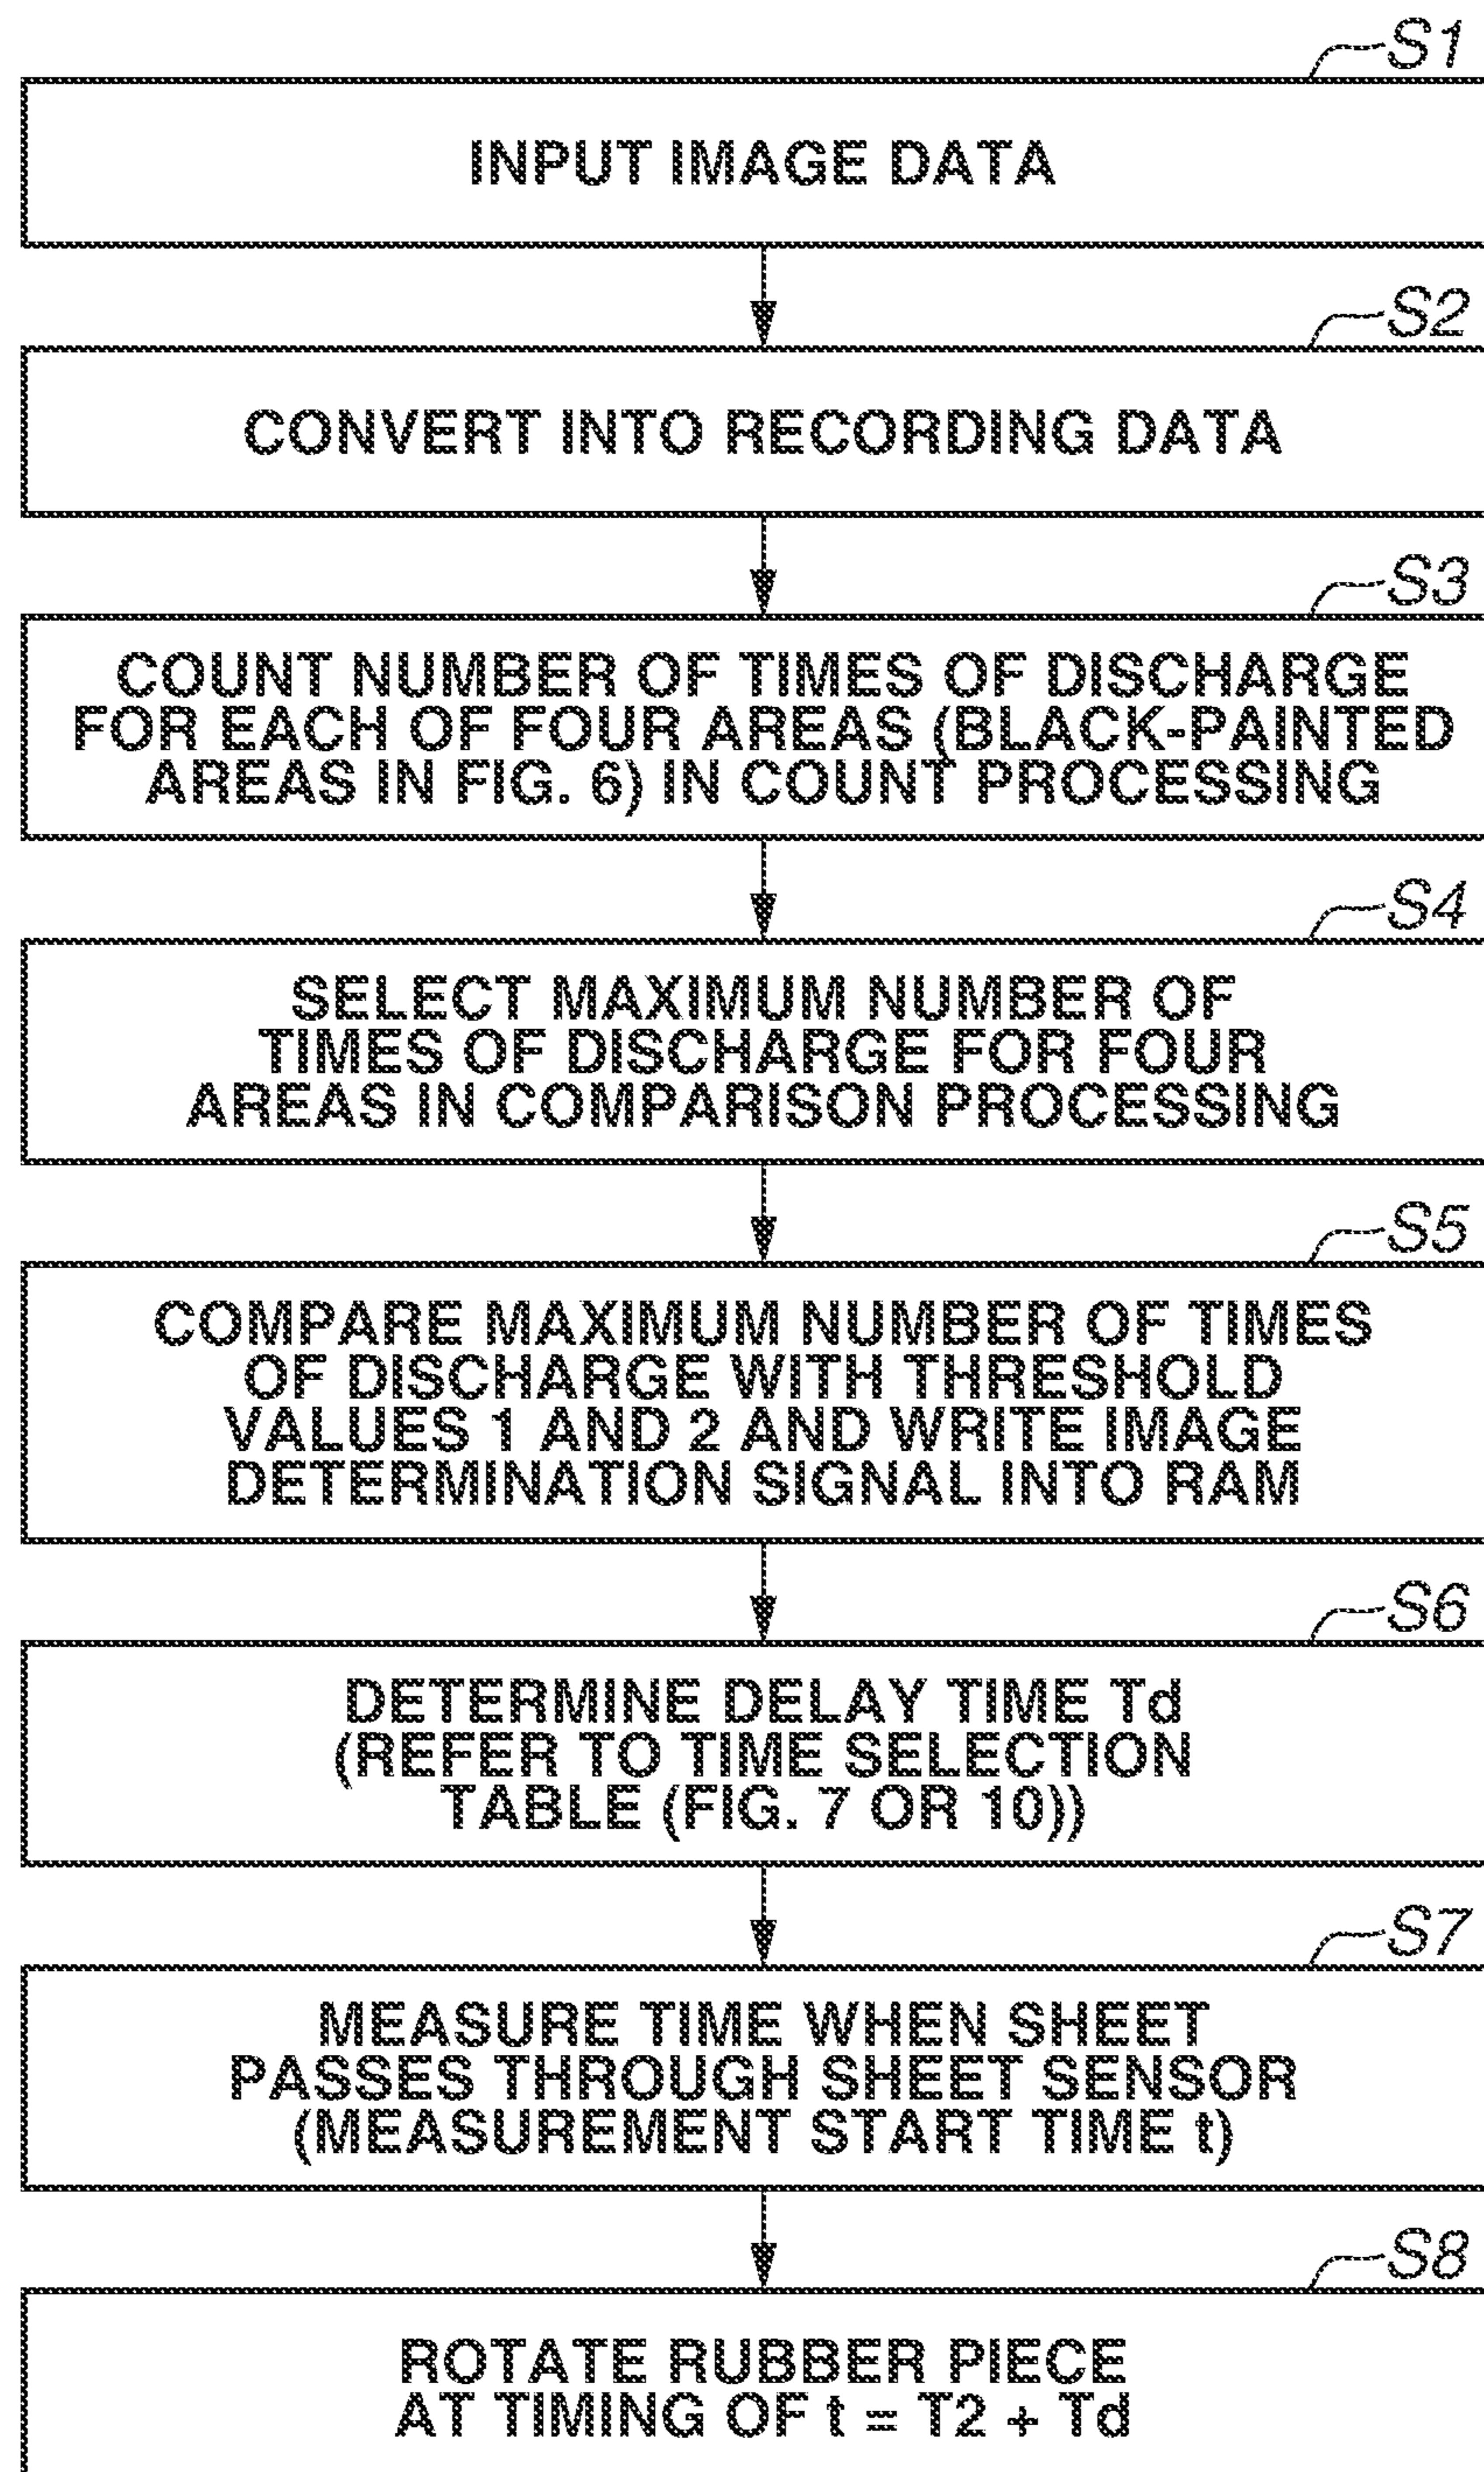 S1
INPUT IMAGE DATA
S2
CONVERT INTO RECORDING DATA
S3
COUNT NUMBER OF TIMES OF DISCHARGE
FOR EACH OF FOUR AREAS (BLACK-PAINTED
AREAS IN FIG. 6) IN COUNT PROCESSING
S4
SELECT MAXIMUM NUMBER OF
TIMES OF DISCHARGE FOR FOUR
AREAS IN COMPARISON PROCESSING
S5
COMPARE MAXIMUM NUMBER OF TIMES
OF DISCHARGE WITH THRESHOLD
VALUES 1 AND 2 AND WRITE IMAGE
DETERMINATION SIGNAL INTO RAM
S6
DETERMINE DELAY TIME Td
(REFER TO TIME SELECTION
TABLE (FIG. 7 OR 10))
S7
MEASURE TIME WHEN SHEET
PASSES THROUGH SHEET SENSOR
(MEASUREMENT START TIME t)
S8
ROTATE RUBBER PIECE
AT TIMING OF t = T2 + Td